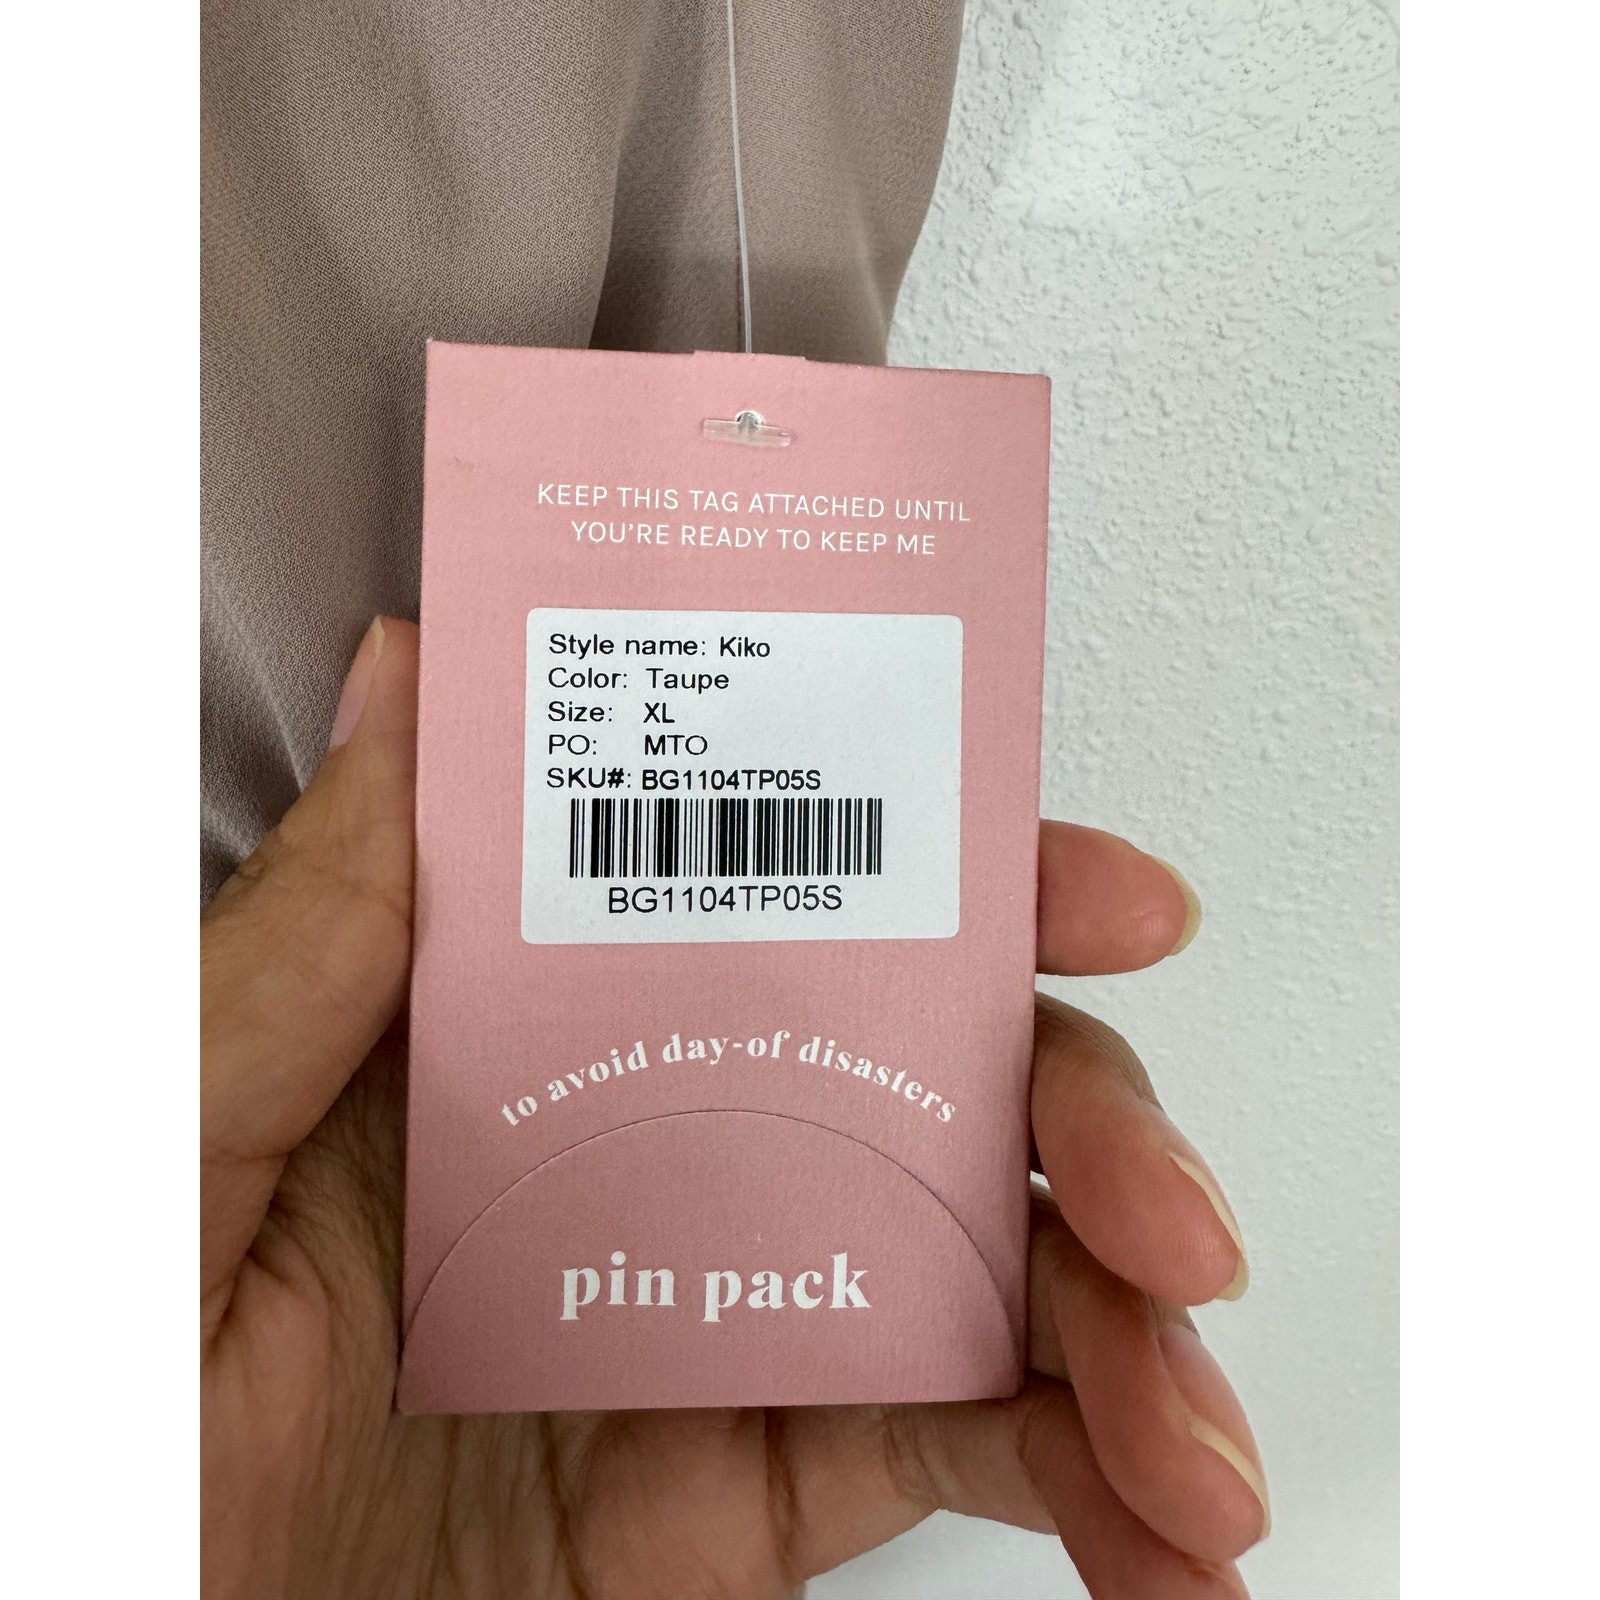 KEEP THIS TAG ATTACHED UNTIL
YOU'RE READY TO KEEP ME
Style name: Kiko
Color: Taupe
Size: XL
PO: MTO
SKU#: BG1104TP05S
BG1104TP05S
to avoid day-of disasters
pin pack